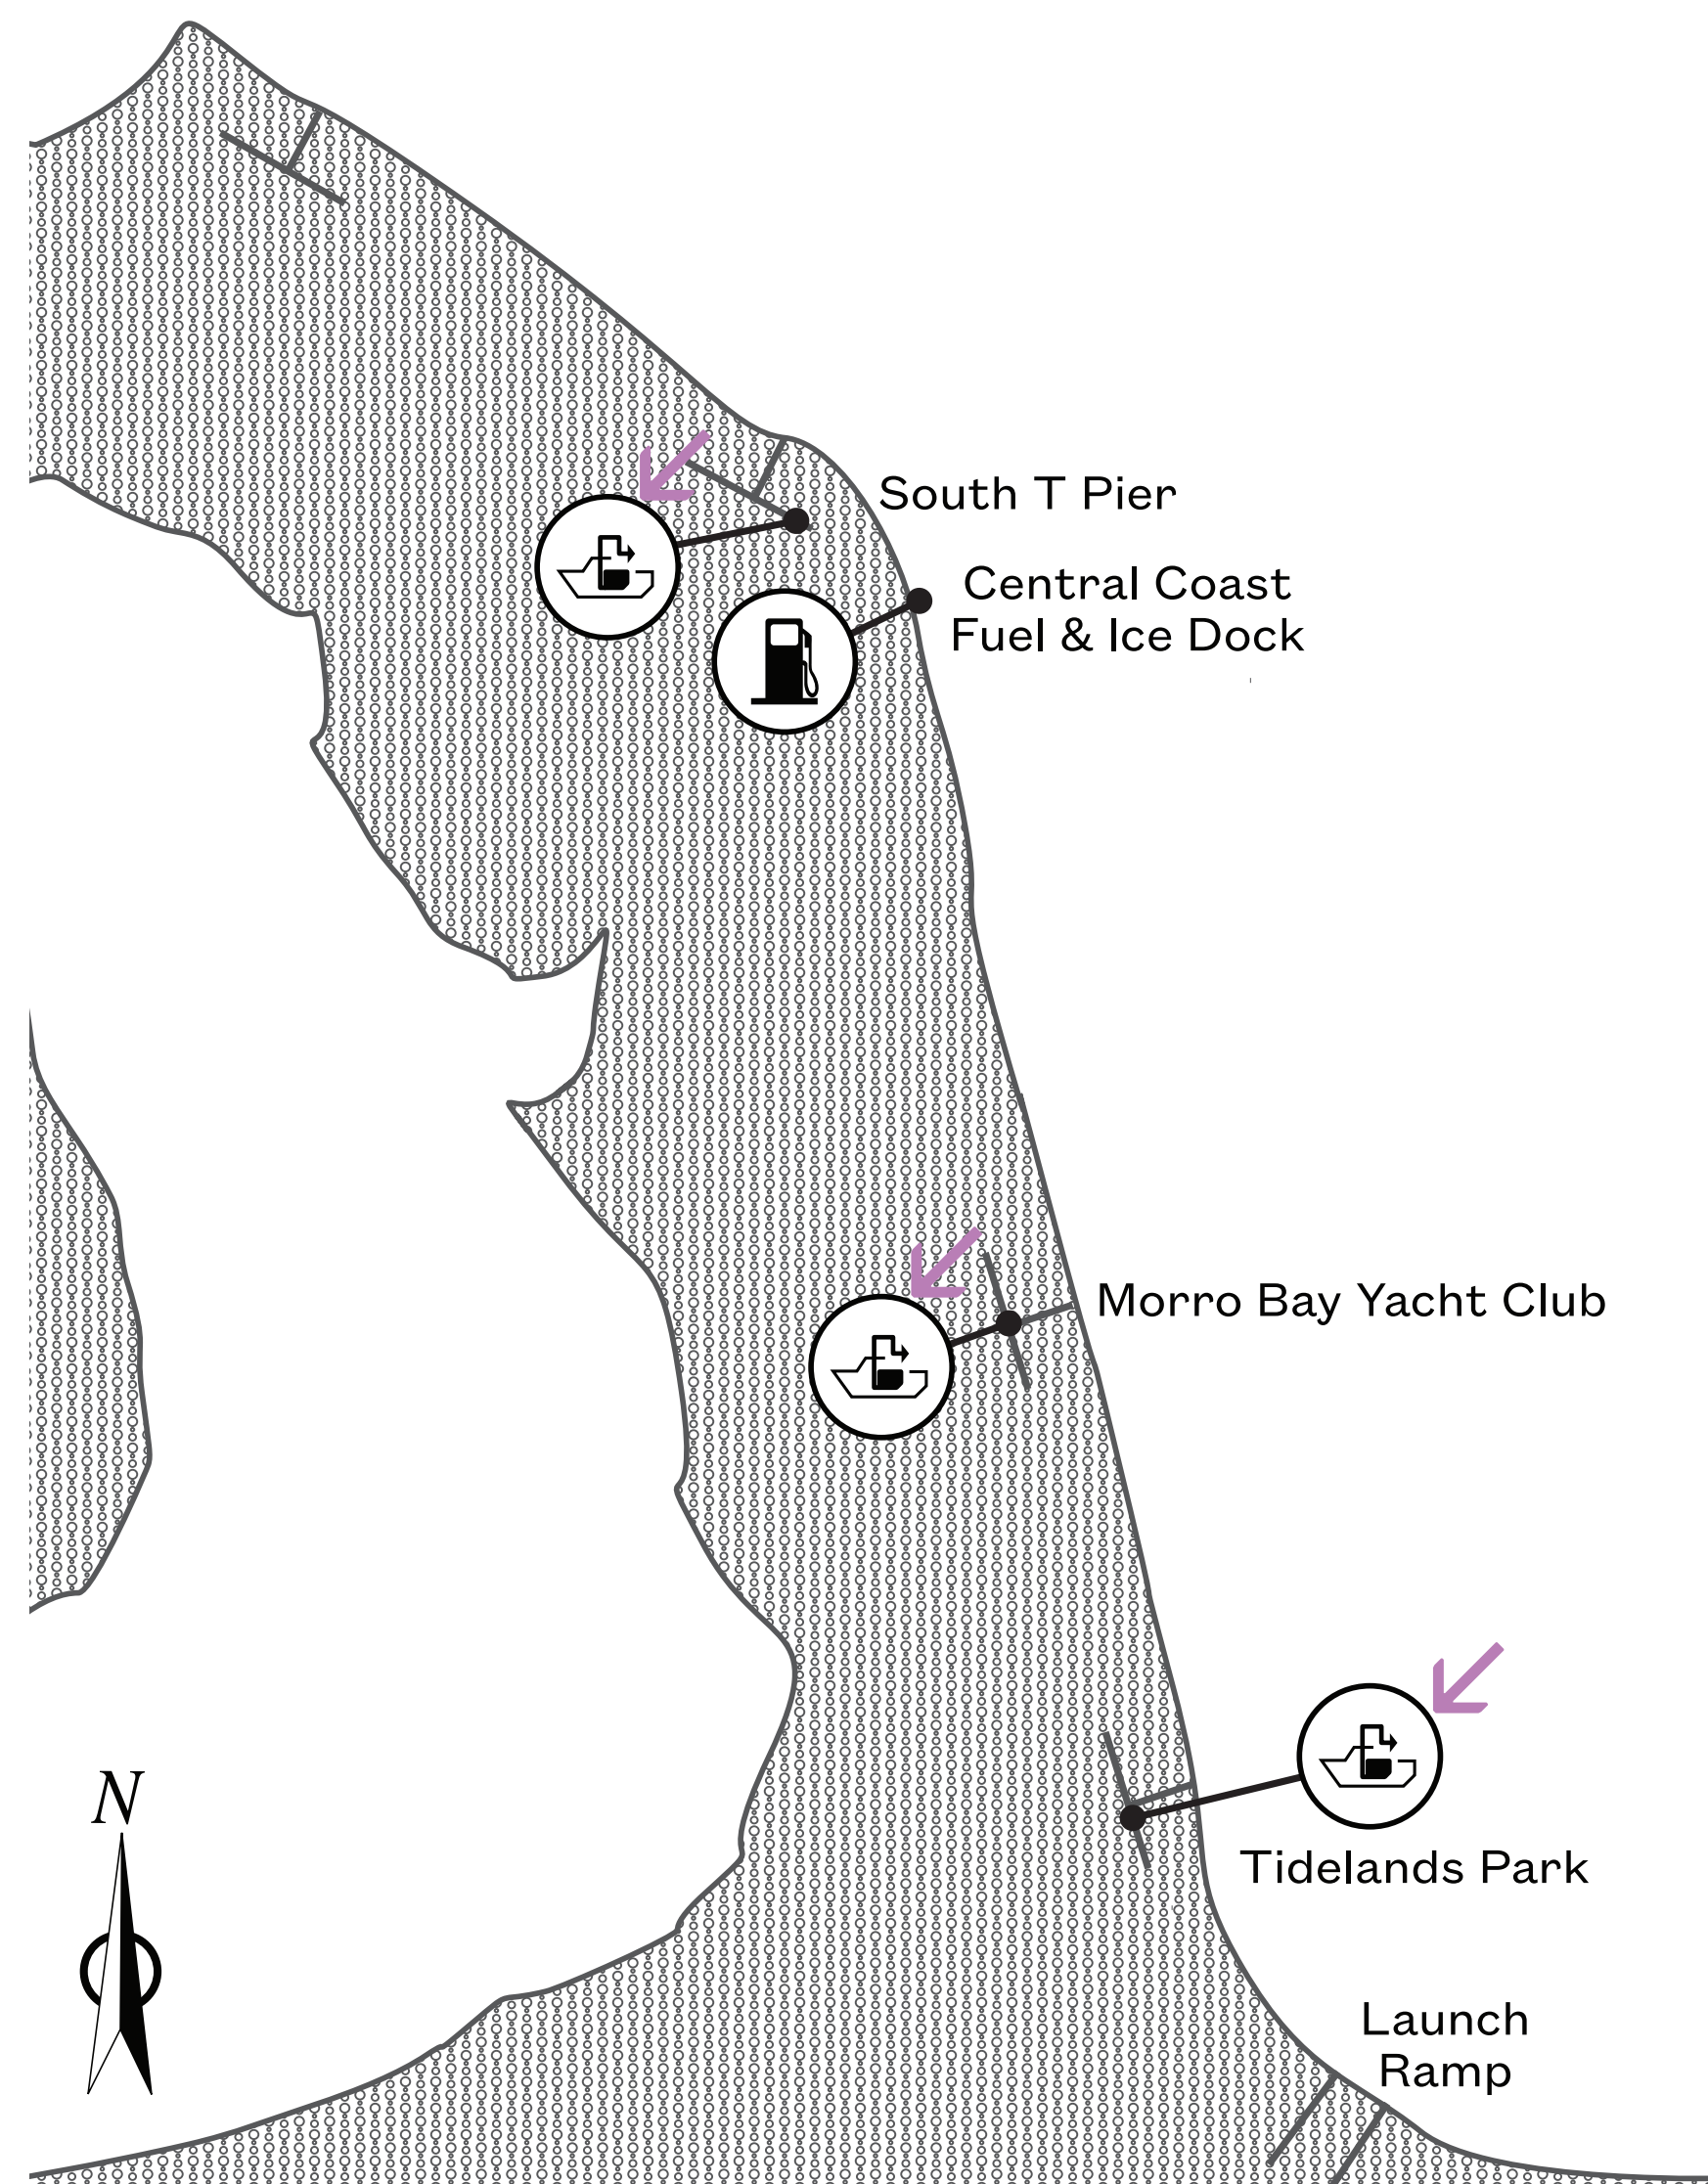 South T Pier
Central Coast
Fuel & Ice Dock
Morro Bay Yacht Club
Tidelands Park
N
Launch
Ramp